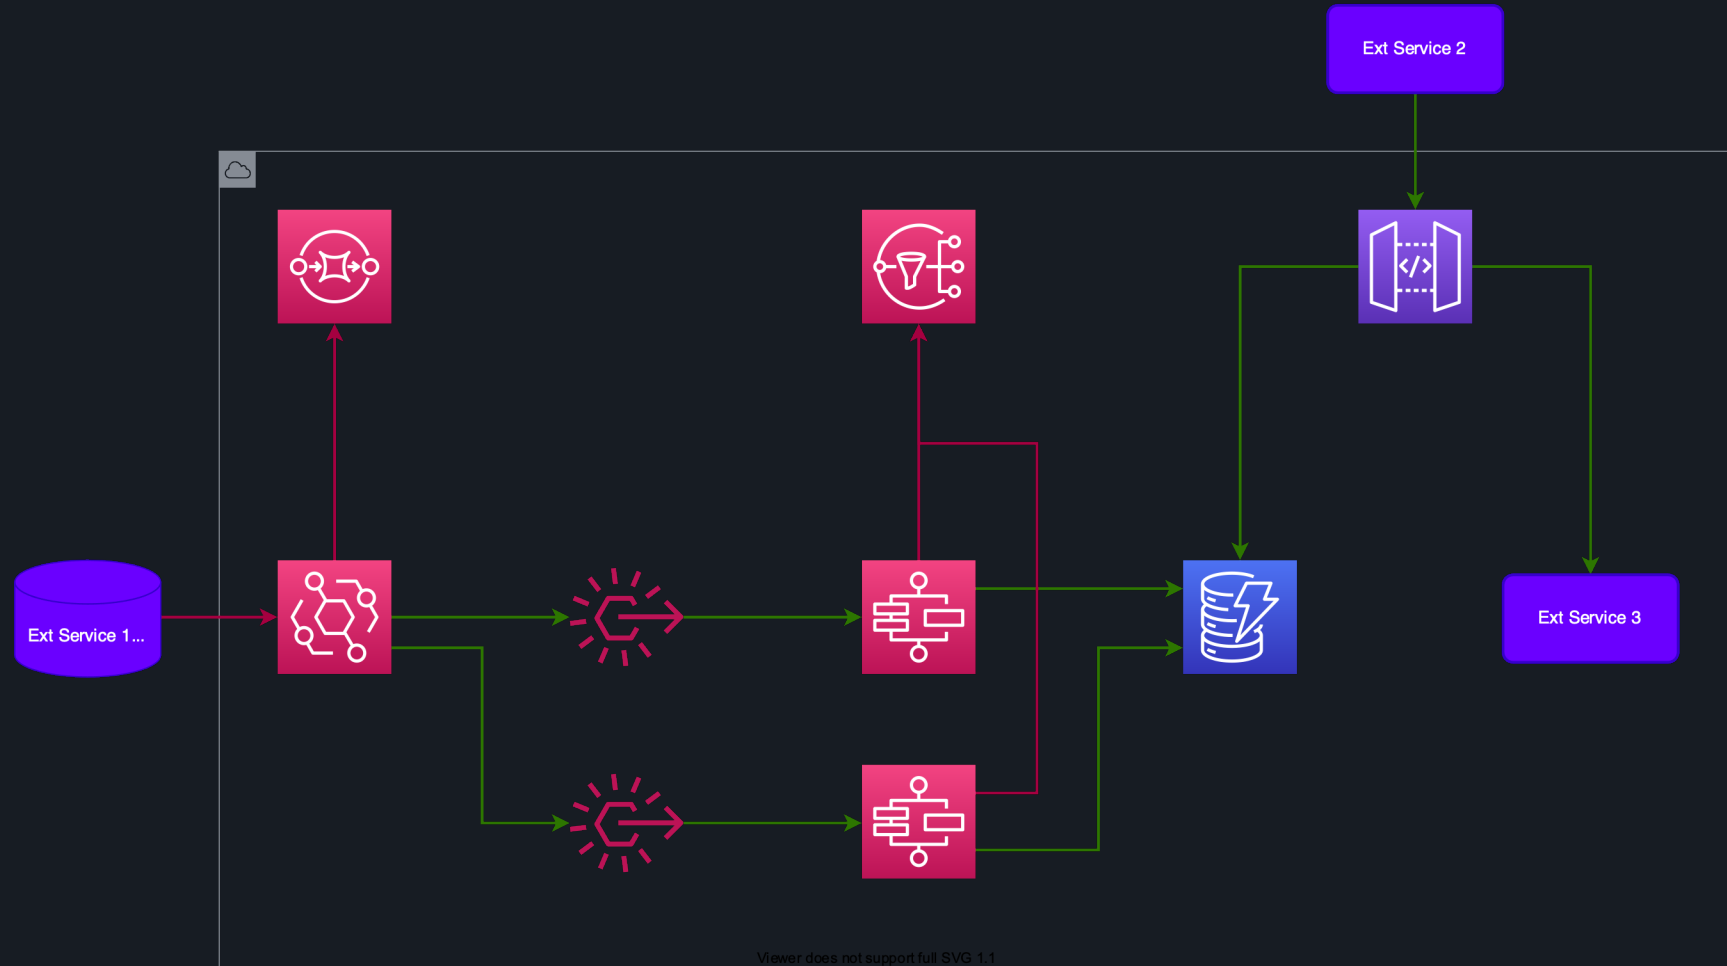 Ext Service 2
</>
Ext Service 1...
Ext Service 3
Viewer does not support full SVG 1.1